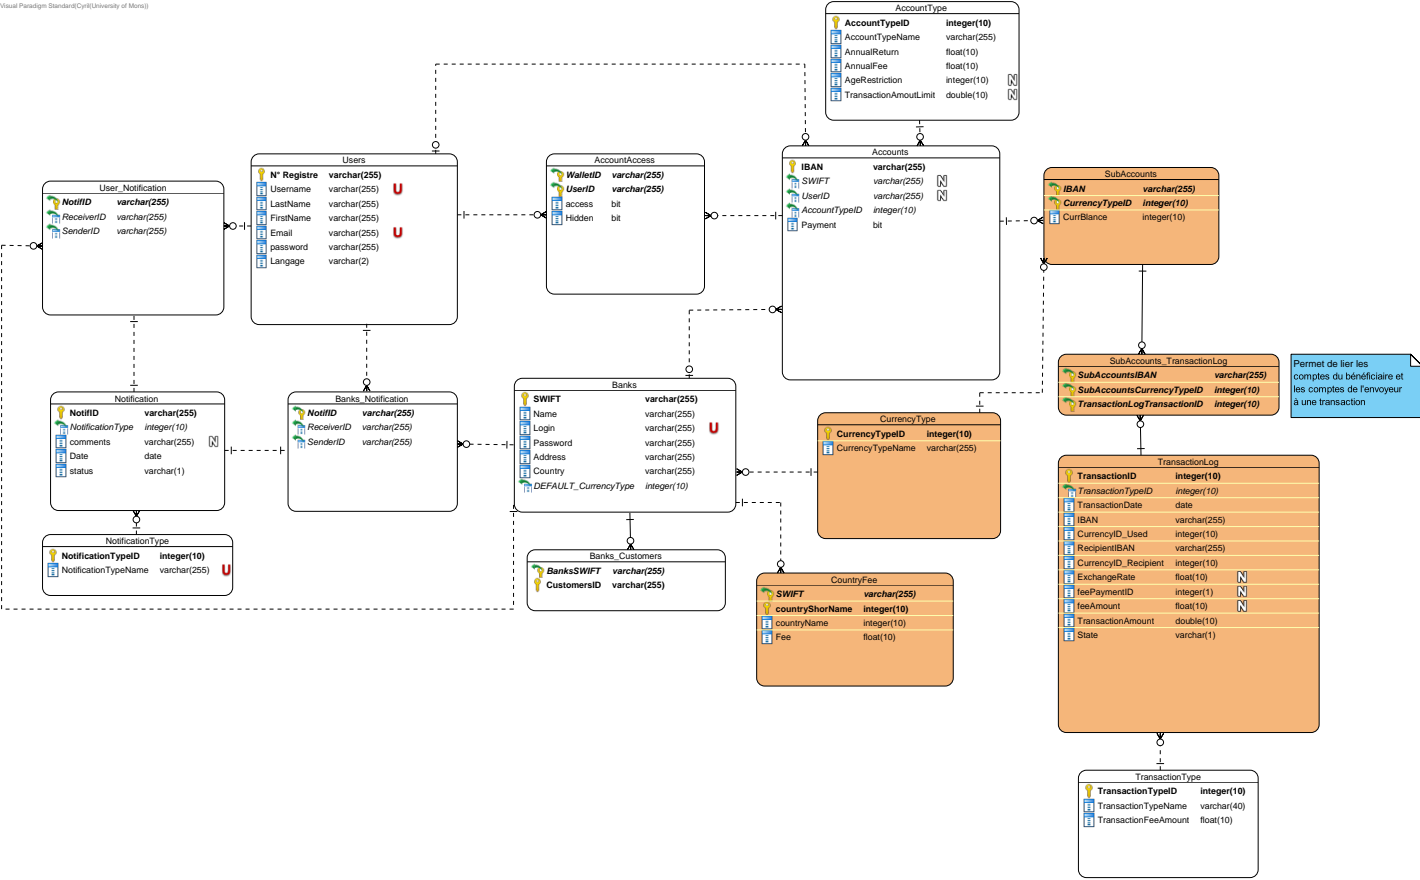 Visual Paradigm Standard(Cyril(University of Mons))
AccountType
AccountTypeID integer(10)
AccountTypeName varchar(255)
AnnualReturn float(10)
AnnualFee float(10)
AgeRestriction integer(10) N
TransactionAmoutLimit double(10) N
Users
N° Registre varchar(255)
Username varchar(255) U
LastName varchar(255)
FirstName varchar(255)
Email varchar(255) U
password varchar(255)
Langage varchar(2)
AccountAccess
WalletID varchar(255)
UserID varchar(255)
access bit
Hidden bit
Accounts
IBAN varchar(255)
SWIFT varchar(255) N
UserID varchar(255) N
AccountTypeID integer(10)
Payment bit
SubAccounts
IBAN varchar(255)
CurrencyTypeID integer(10)
CurrBlance integer(10)
User_Notification
NotifID varchar(255)
ReceiverID varchar(255)
SenderID varchar(255)
SubAccounts_TransactionLog
SubAccountsIBAN varchar(255)
SubAccountsCurrencyTypeID integer(10)
TransactionLogTransactionID integer(10)
Permet de lier les
comptes du bénéficiaire et
les comptes de l'envoyeur
à une transaction
Notification
NotifID varchar(255)
NotificationType integer(10)
comments varchar(255) N
Date date
status varchar(1)
Banks_Notification
NotifID varchar(255)
ReceiverID varchar(255)
SenderID varchar(255)
Banks
SWIFT varchar(255)
Name varchar(255)
Login varchar(255) U
Password varchar(255)
Address varchar(255)
Country varchar(255)
DEFAULT_CurrencyType integer(10)
CurrencyType
CurrencyTypeID integer(10)
CurrencyTypeName varchar(255)
TransactionLog
TransactionID integer(10)
TransactionTypeID integer(10)
TransactionDate date
IBAN varchar(255)
CurrencyID_Used integer(10)
RecipientIBAN varchar(255)
CurrencyID_Recipient integer(10)
ExchangeRate float(10) N
feePaymentID integer(1) N
feeAmount float(10) N
TransactionAmount double(10)
State varchar(1)
NotificationType
NotificationTypeID integer(10)
NotificationTypeName varchar(255) U
Banks_Customers
BanksSWIFT varchar(255)
CustomersID varchar(255)
CountryFee
SWIFT varchar(255)
countryShorName integer(10)
countryName integer(10)
Fee float(10)
TransactionType
TransactionTypeID integer(10)
TransactionTypeName varchar(40)
TransactionFeeAmount float(10)